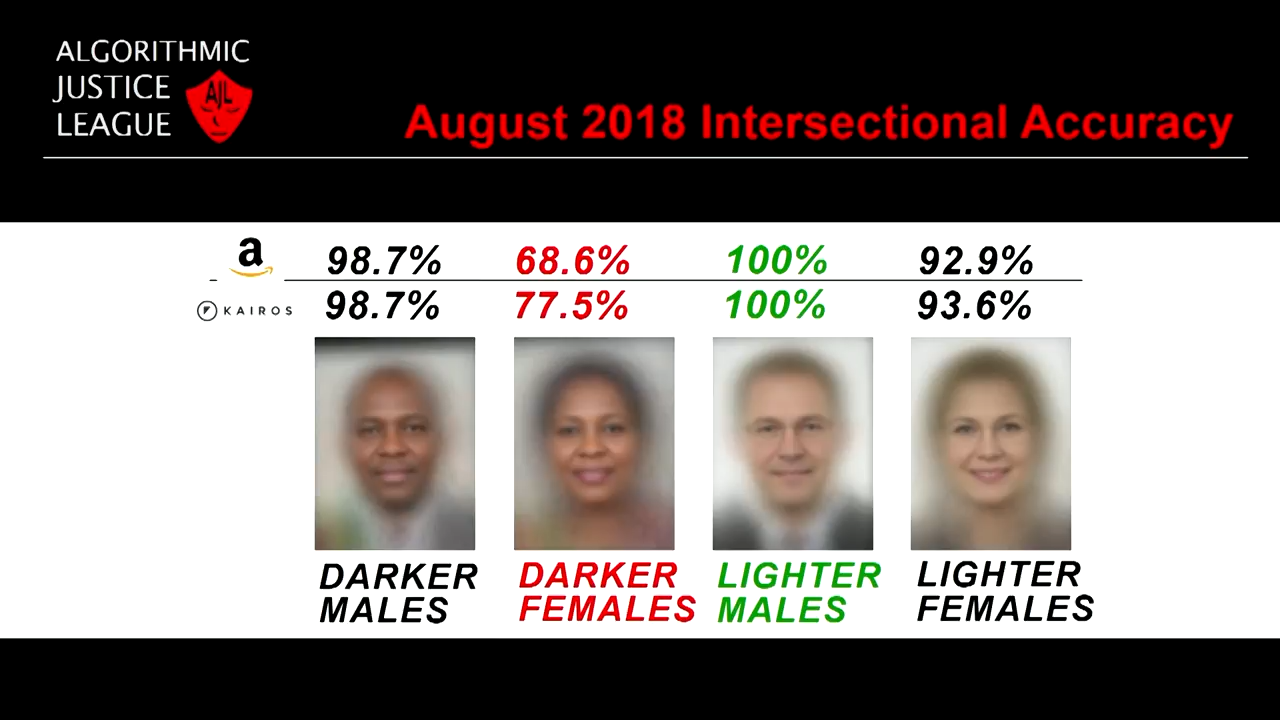 ALGORITHMIC
JUSTICE
LEAGUE
AJL
August 2018 Intersectional Accuracy
a 98.7% 68.6% 100% 92.9%
KAIROS 98.7% 77.5% 100% 93.6%
DARKER MALES
DARKER FEMALES
LIGHTER MALES
LIGHTER FEMALES